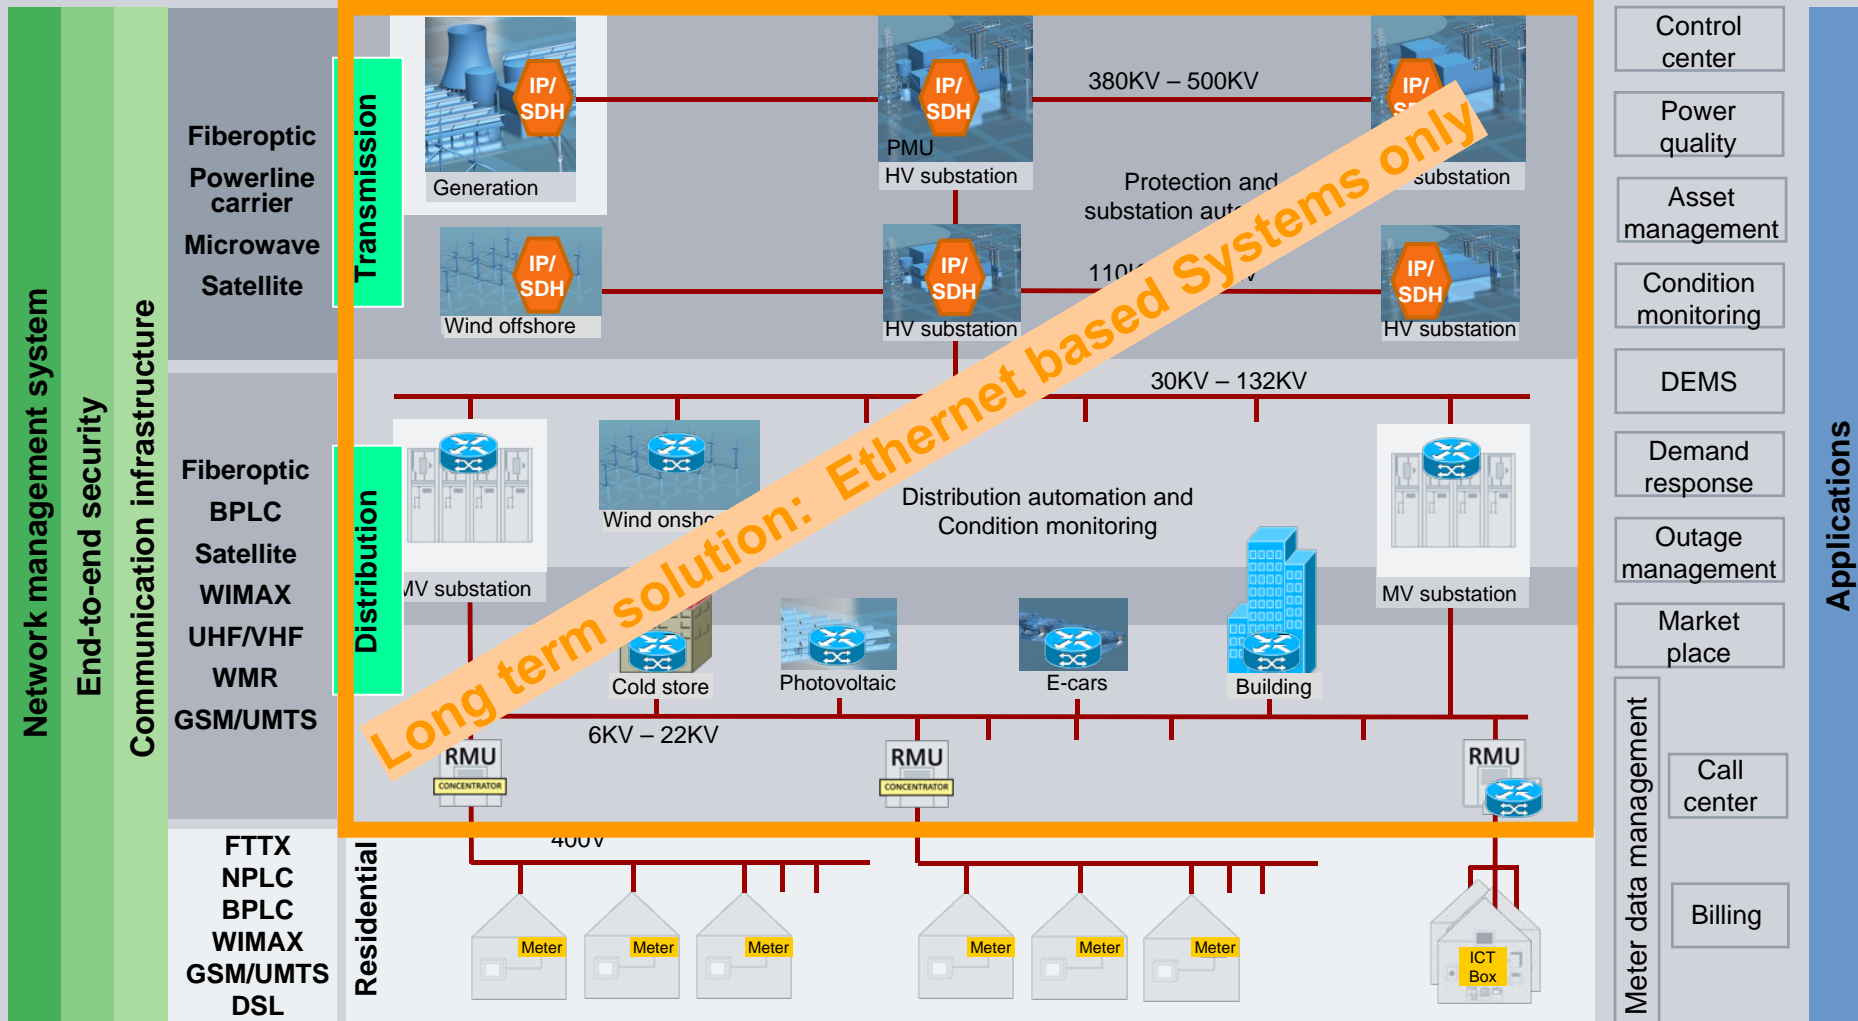 Network management system
End-to-end security
Communication infrastructure
Fiberoptic
Powerline
carrier
Microwave
Satellite
Transmission
IP/
SDH
Generation
IP/
SDH
PMU
HV substation
380KV – 500KV
IP/
substation
Protection and
substation
IP/
SDH
Wind offshore
IP/
SDH
HV substation
IP/
SDH
HV substation
Long term solution: Ethernet based Systems only
30KV – 132KV
Fiberoptic
BPLC
Satellite
WIMAX
UHF/VHF
WMR
GSM/UMTS
Distribution
MV substation
Wind
Distribution automation and
Condition monitoring
MV substation
Cold store
Photovoltaic
E-cars
Building
6KV – 22KV
RMU
CONCENTRATOR
RMU
CONCENTRATOR
RMU
FTTX
NPLC
BPLC
WIMAX
GSM/UMTS
DSL
Residential
400V
Meter
Meter
Meter
Meter
Meter
Meter
ICT
Box
Control
center
Power
quality
Asset
management
Condition
monitoring
DEMS
Demand
response
Outage
management
Market
place
Meter data management
Call
center
Billing
Applications